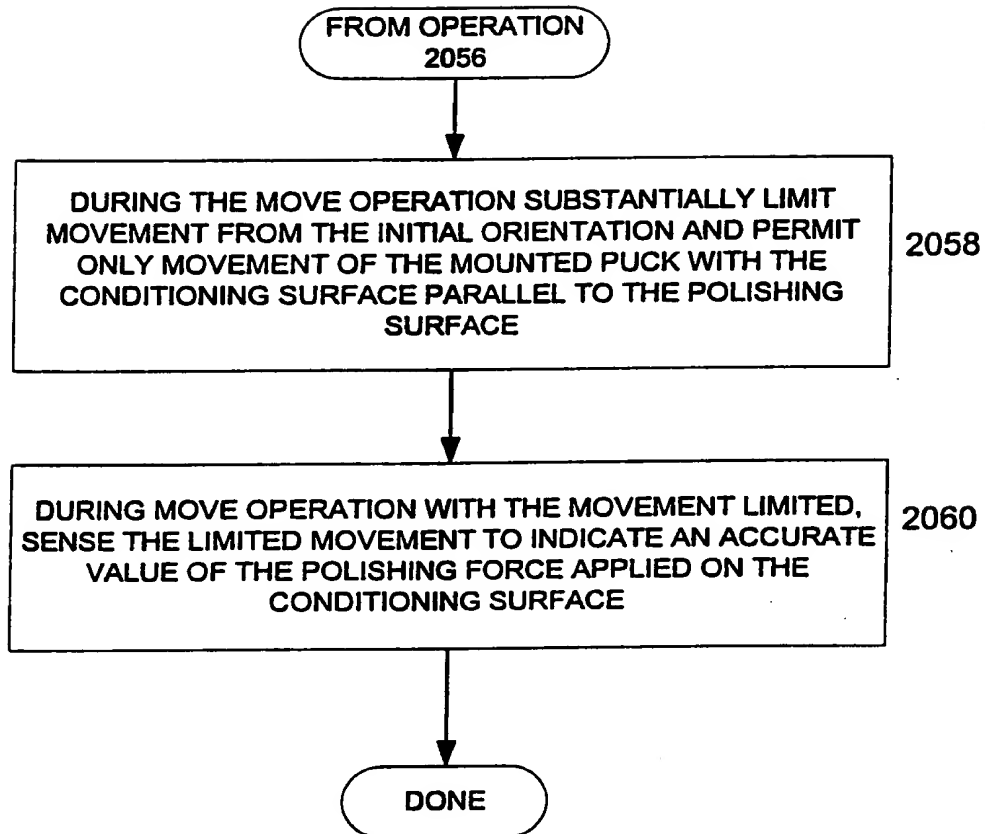 FROM OPERATION
2056
DURING THE MOVE OPERATION SUBSTANTIALLY LIMIT
MOVEMENT FROM THE INITIAL ORIENTATION AND PERMIT
ONLY MOVEMENT OF THE MOUNTED PUCK WITH THE
CONDITIONING SURFACE PARALLEL TO THE POLISHING
SURFACE
2058
DURING MOVE OPERATION WITH THE MOVEMENT LIMITED,
SENSE THE LIMITED MOVEMENT TO INDICATE AN ACCURATE
VALUE OF THE POLISHING FORCE APPLIED ON THE
CONDITIONING SURFACE
2060
DONE